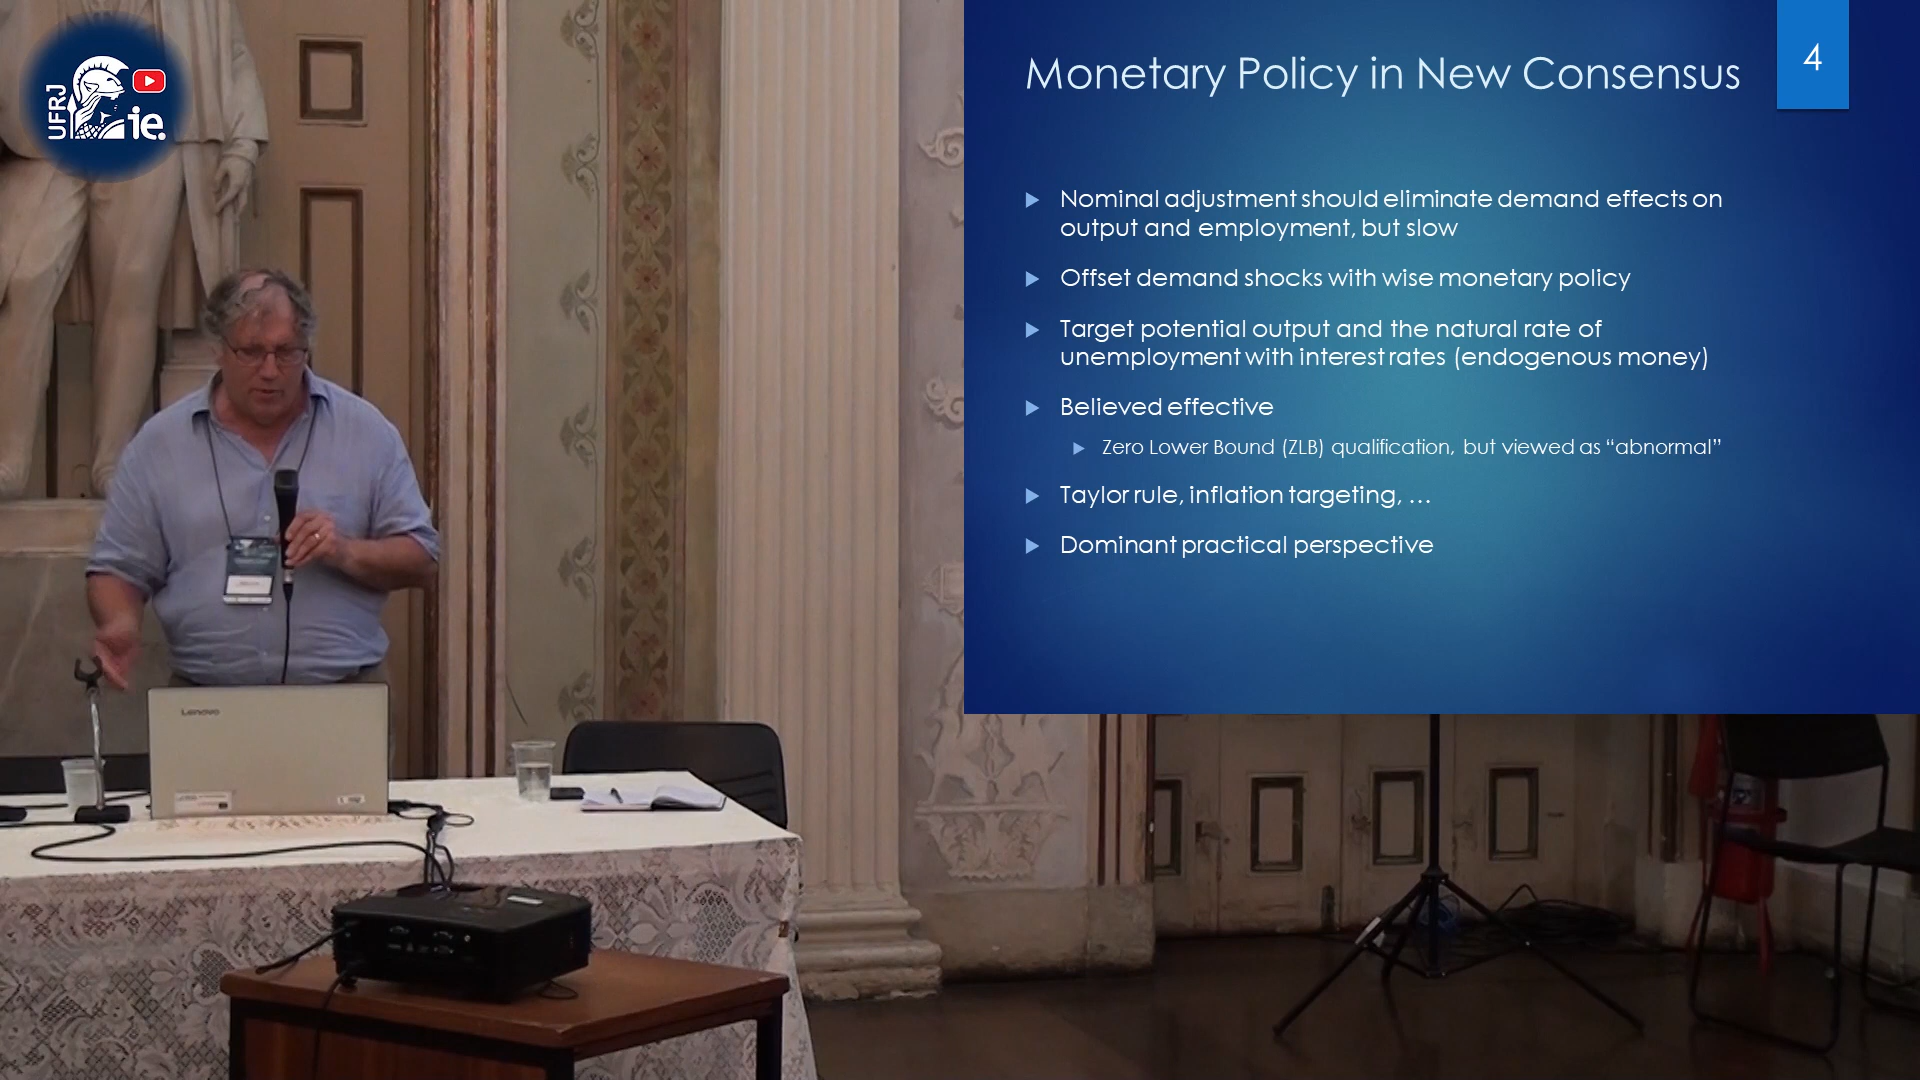 UFRJ
ie.
Monetary Policy in New Consensus
4
Nominal adjustment should eliminate demand effects on
output and employment, but slow
Offset demand shocks with wise monetary policy
Target potential output and the natural rate of
unemployment with interest rates (endogenous money)
Believed effective
Zero Lower Bound (ZLB) qualification, but viewed as “abnormal”
Taylor rule, inflation targeting, …
Dominant practical perspective
Lenovo